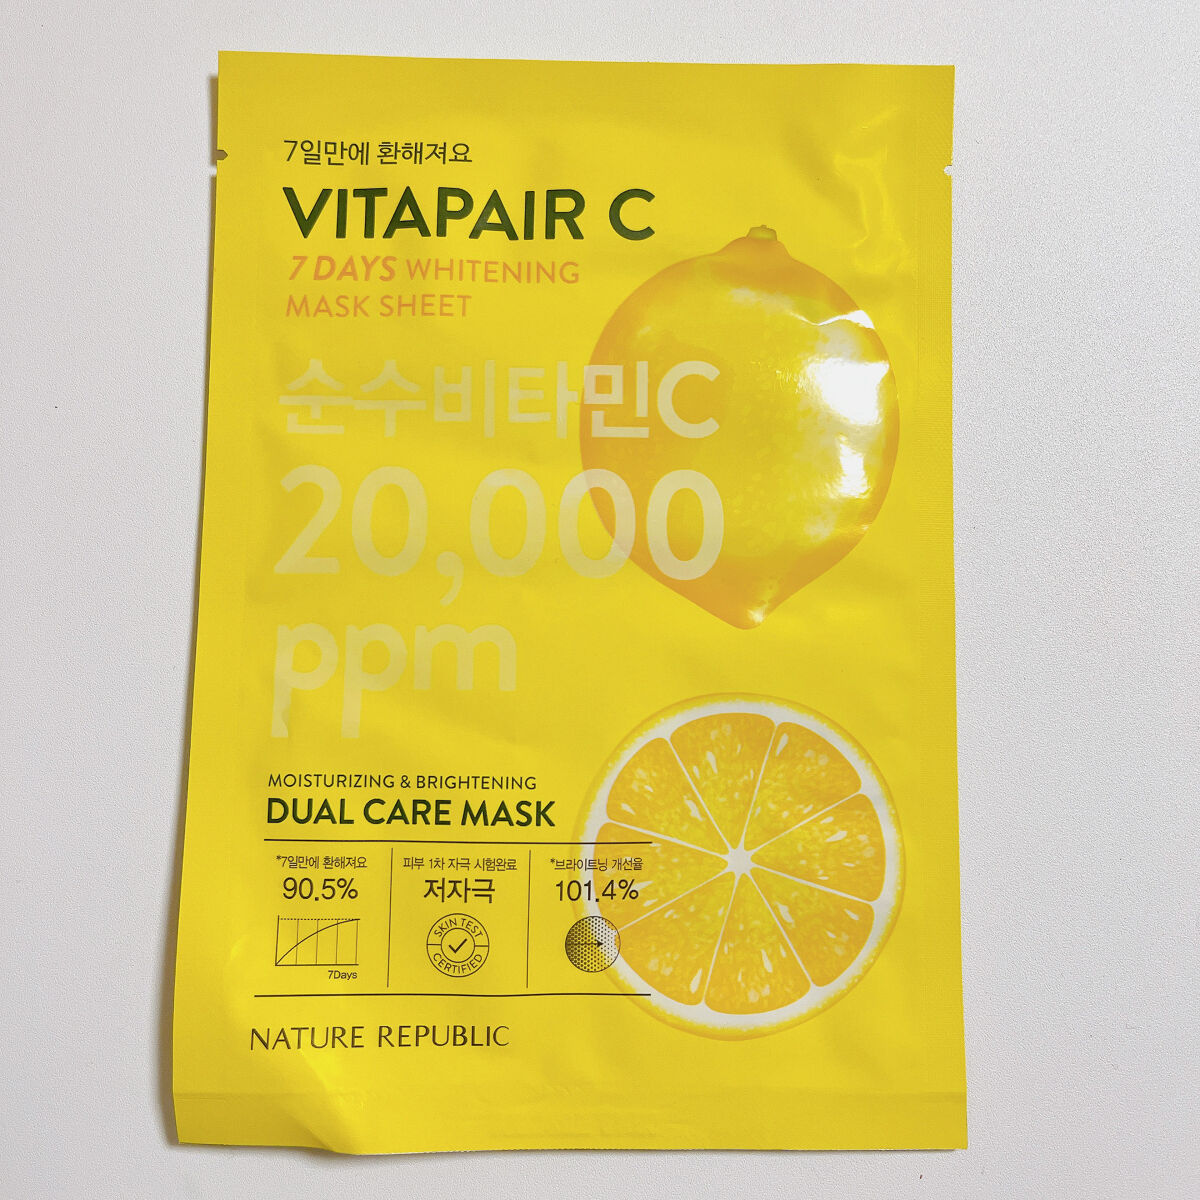 7일만에 환해져요
VITAPAIR C
7 DAYS WHITENING
MASK SHEET
순수비타민C
20,000
ppm
MOISTURIZING & BRIGHTENING
DUAL CARE MASK
*7일만에 환해져요
90.5%
7Days
피부 1차 자극 시험완료
저자극
SKIN TEST
CERTIFIED
*브라이트닝 개선율
101.4%
NATURE REPUBLIC